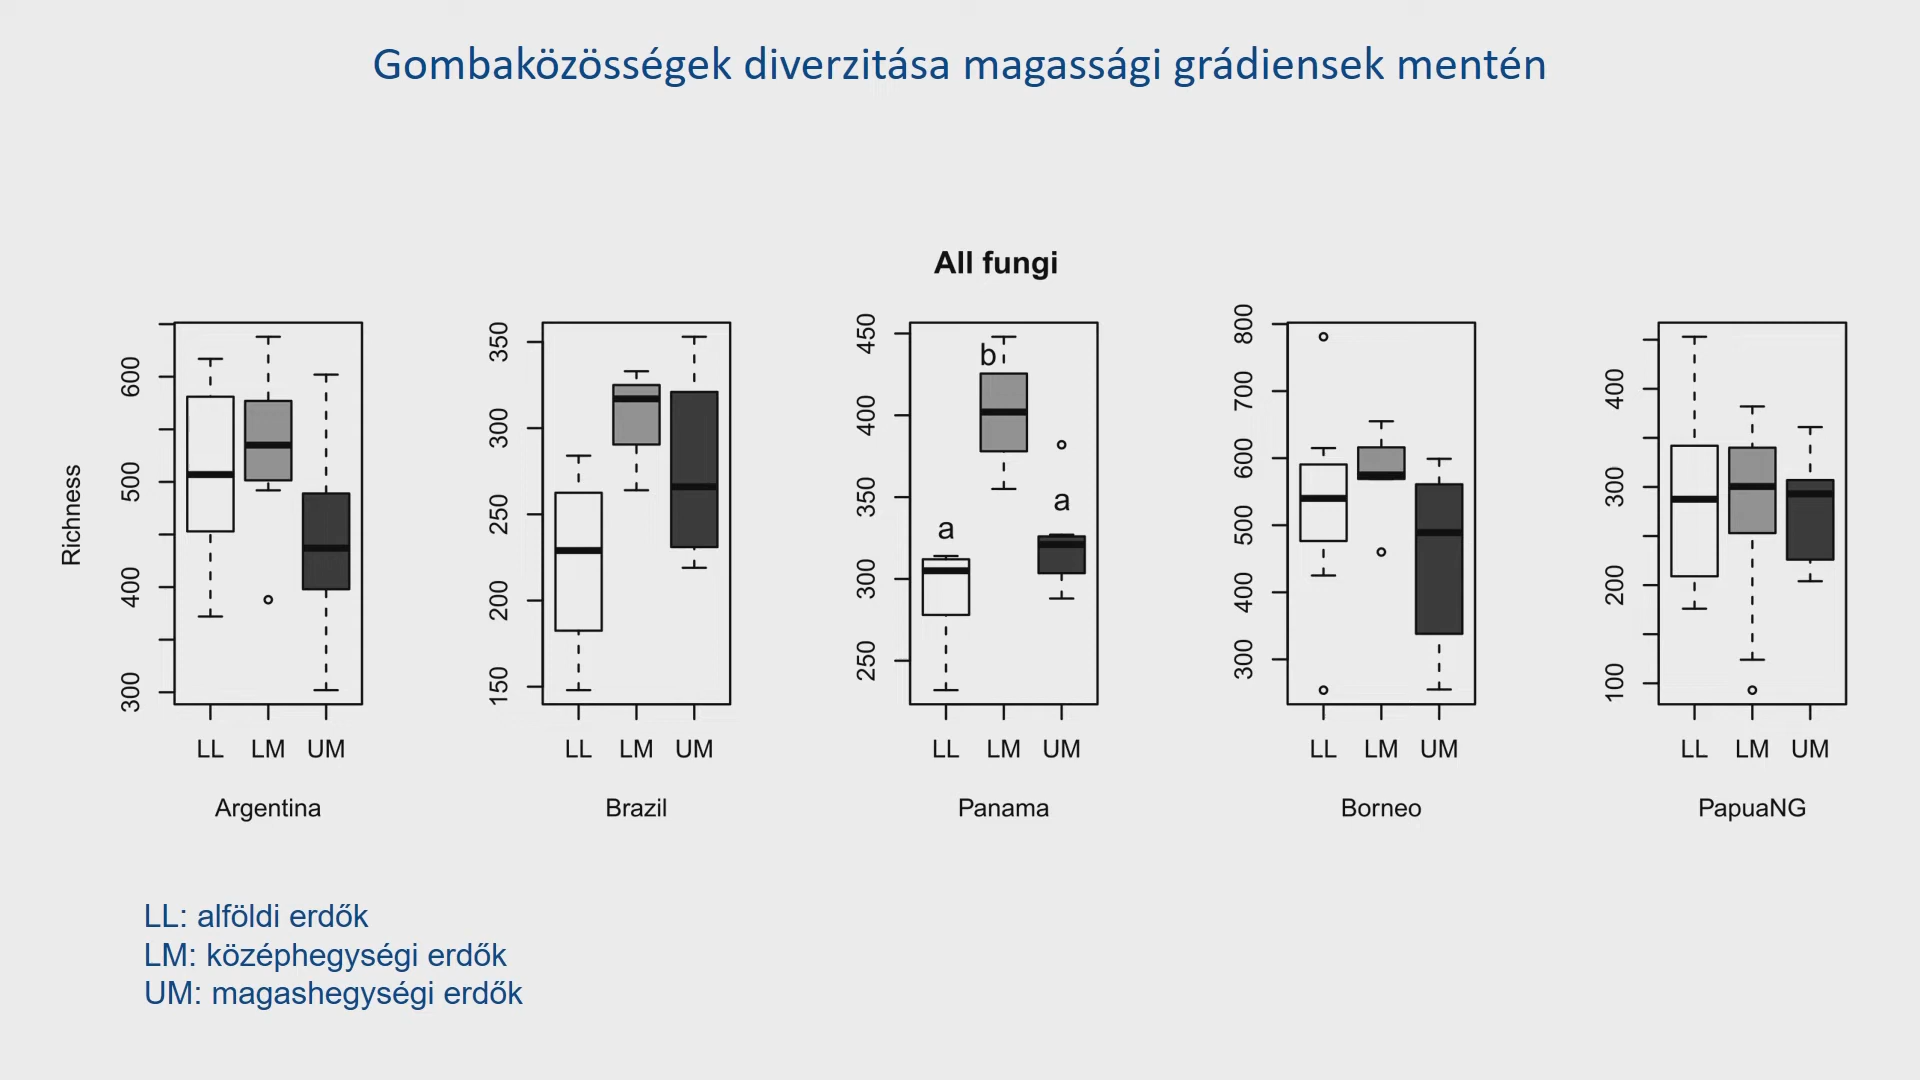 Gombaközösségek diverzitása magassági grádiensek mentén
All fungi
Richness
300 400 500 600
LL LM UM
Argentina
150 200 250 300 350
LL LM UM
Brazil
250 300 350 400 450
a b a
LL LM UM
Panama
300 400 500 600 700 800
LL LM UM
Borneo
100 200 300 400
LL LM UM
PapuaNG
LL: alföldi erdők
LM: középhegységi erdők
UM: magashegységi erdők